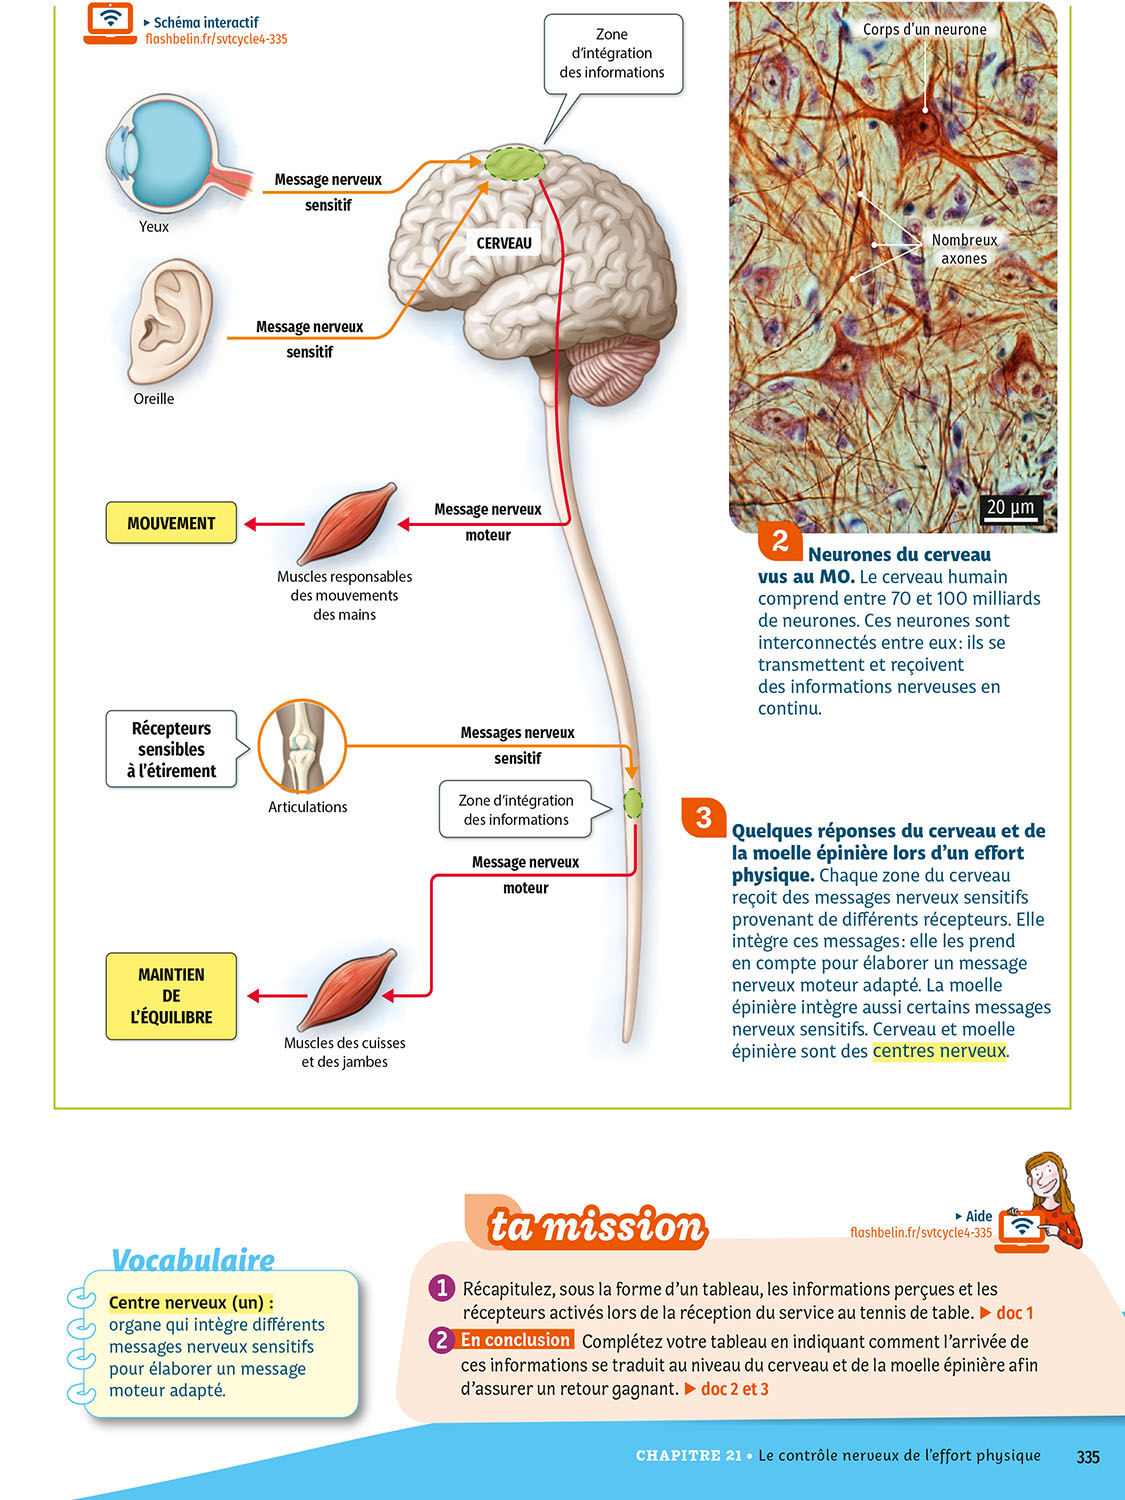 ▸ Schéma interactif
flashbelin.fr/svtcycle4-335
Zone
d'intégration
des informations
Message nerveux
sensitif
Yeux
CERVEAU
Message nerveux
sensitif
Oreille
MOUVEMENT
Message nerveux
moteur
Muscles responsables
des mouvements
des mains
Récepteurs
sensibles
à l'étirement
Messages nerveux
sensitif
Articulations
Zone d'intégration
des informations
Message nerveux
moteur
MAINTIEN
DE
L'ÉQUILIBRE
Muscles des cuisses
et des jambes
Corps d'un neurone
Nombreux
axones
20 µm
2 Neurones du cerveau
vus au MO. Le cerveau humain
comprend entre 70 et 100 milliards
de neurones. Ces neurones sont
interconnectés entre eux : ils se
transmettent et reçoivent
des informations nerveuses en
continu.
3 Quelques réponses du cerveau et de
la moelle épinière lors d'un effort
physique. Chaque zone du cerveau
reçoit des messages nerveux sensitifs
provenant de différents récepteurs. Elle
intègre ces messages : elle les prend
en compte pour élaborer un message
nerveux moteur adapté. La moelle
épinière intègre aussi certains messages
nerveux sensitifs. Cerveau et moelle
épinière sont des centres nerveux.
Vocabulaire
Centre nerveux (un) :
organe qui intègre différents
messages nerveux sensitifs
pour élaborer un message
moteur adapté.
ta mission
▸ Aide
flashbelin.fr/svtcycle4-335
1 Récapitulez, sous la forme d'un tableau, les informations perçues et les
récepteurs activés lors de la réception du service au tennis de table. ▶ doc 1
2 En conclusion Complétez votre tableau en indiquant comment l'arrivée de
ces informations se traduit au niveau du cerveau et de la moelle épinière afin
d'assurer un retour gagnant. ▶ doc 2 et 3
CHAPITRE 21 • Le contrôle nerveux de l'effort physique 335